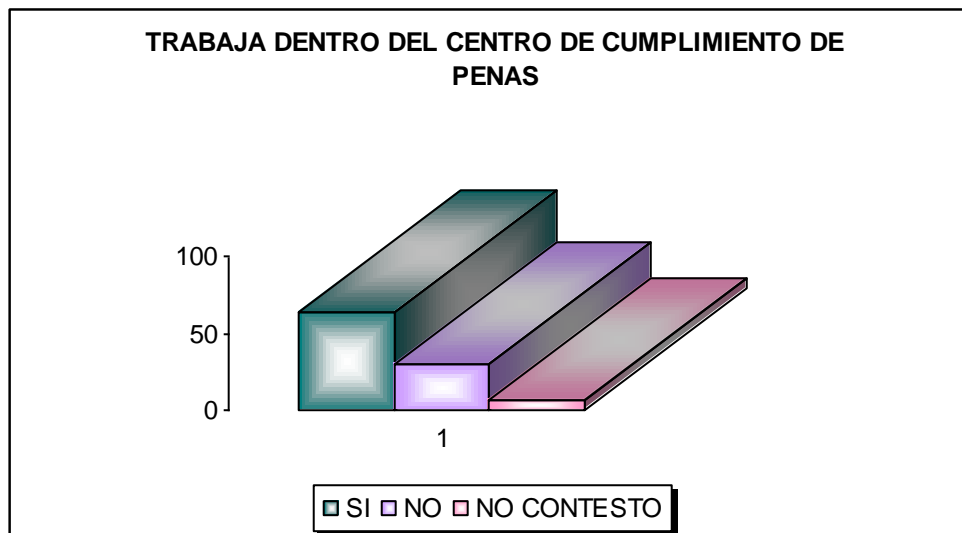 TRABAJA DENTRO DEL CENTRO DE CUMPLIMIENTO DE
PENAS
100
50
0
1
SI NO NO CONTESTO